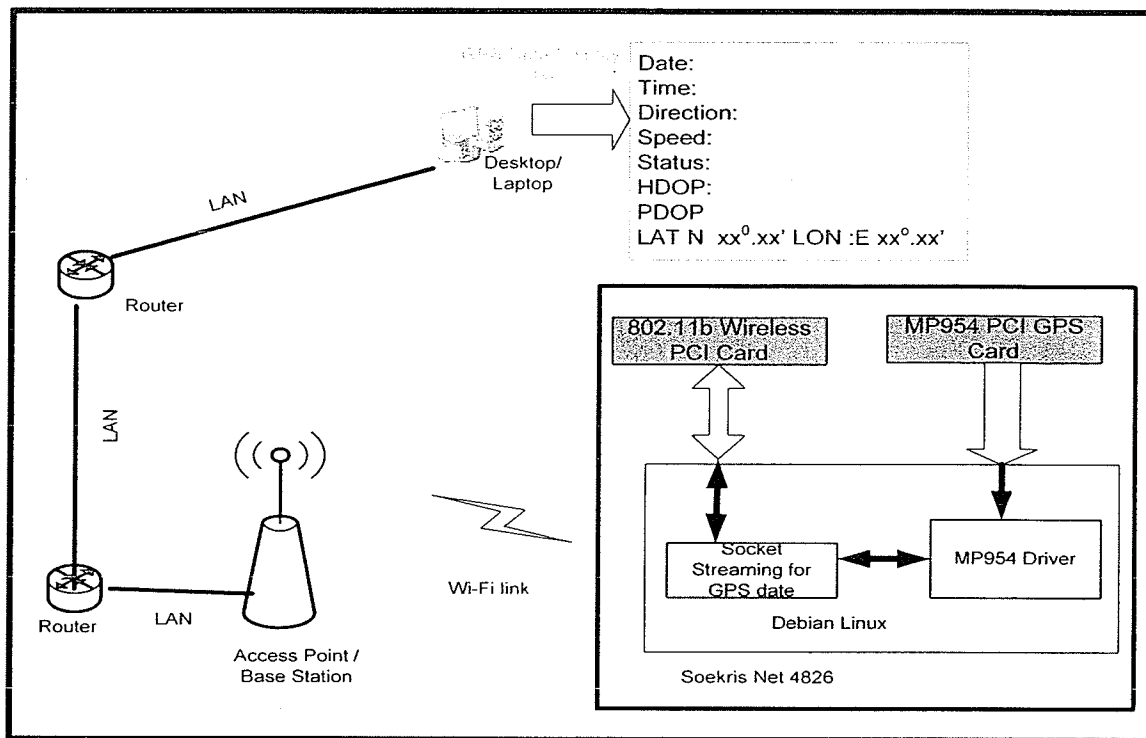 Date:
Time:
Direction:
Speed:
Status:
HDOP:
PDOP
LAT N xx⁰.xx' LON :E xxº.xx'
Desktop/
Laptop
LAN
Router
LAN
Router
LAN
Access Point /
Base Station
Wi-Fi link
802.11b Wireless
PCI Card
MP954 PCI GPS
Card
Socket
Streaming for
GPS date
MP954 Driver
Debian Linux
Soekris Net 4826